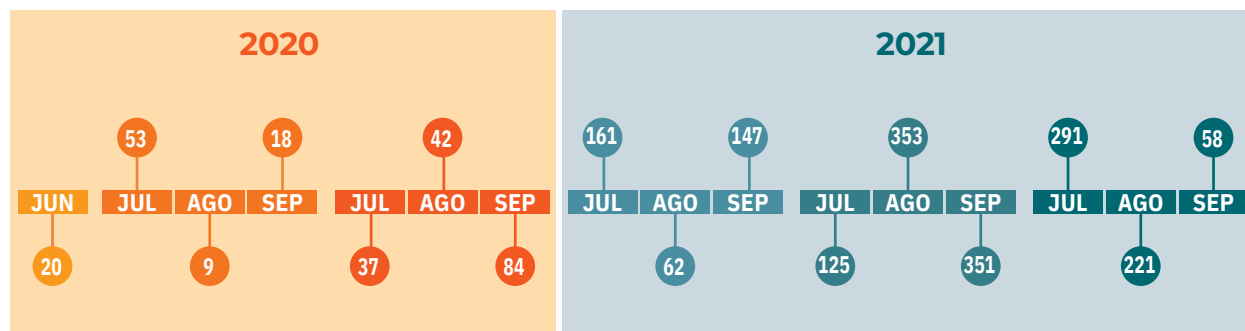 2020
2021
53 18 42 161 147 353 291 58
JUN JUL AGO SEP JUL AGO SEP JUL AGO SEP JUL AGO SEP JUL AGO SEP
20 9 37 84 62 125 351 221